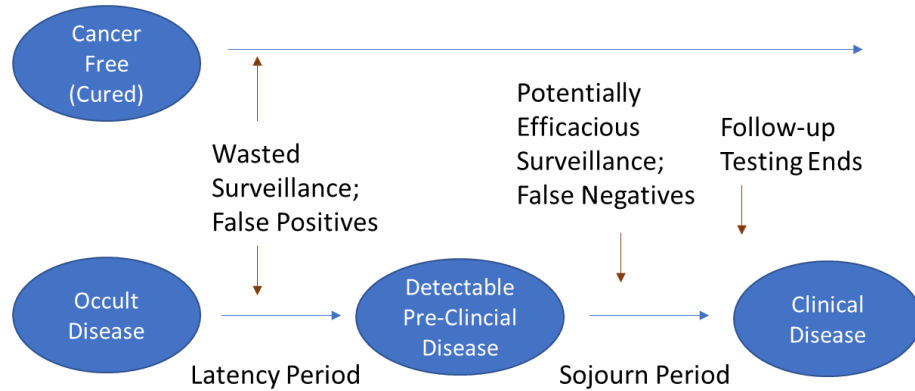 Cancer
Free
(Cured)
Wasted
Surveillance;
False Positives
Potentially
Efficacious
Surveillance;
False Negatives
Follow-up
Testing Ends
Occult
Disease
Latency Period
Detectable
Pre-Clincial
Disease
Sojourn Period
Clinical
Disease